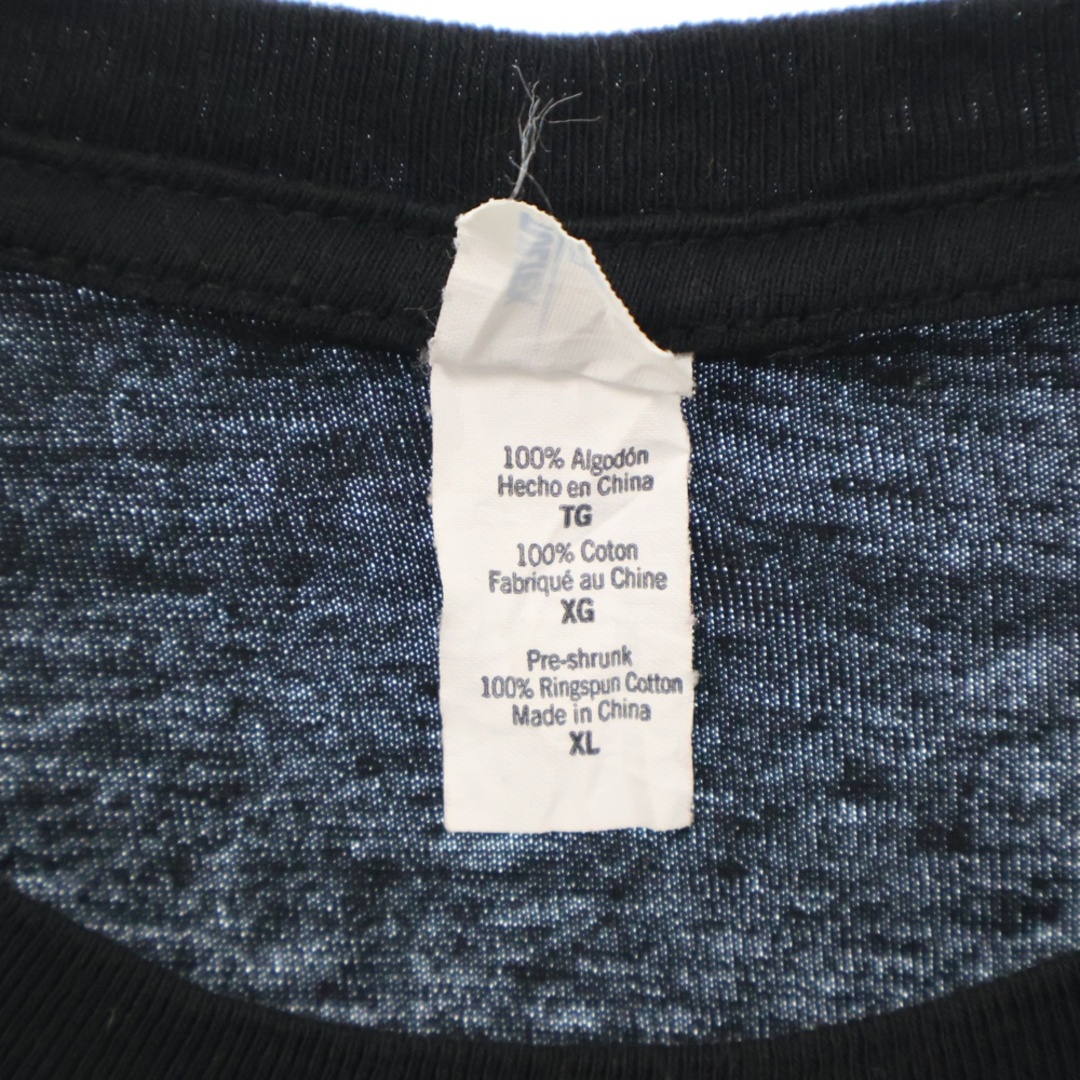 100% Algodón
Hecho en China
TG
100% Coton
Fabriqué au Chine
XG
Pre-shrunk
100% Ringspun Cotton
Made in China
XL